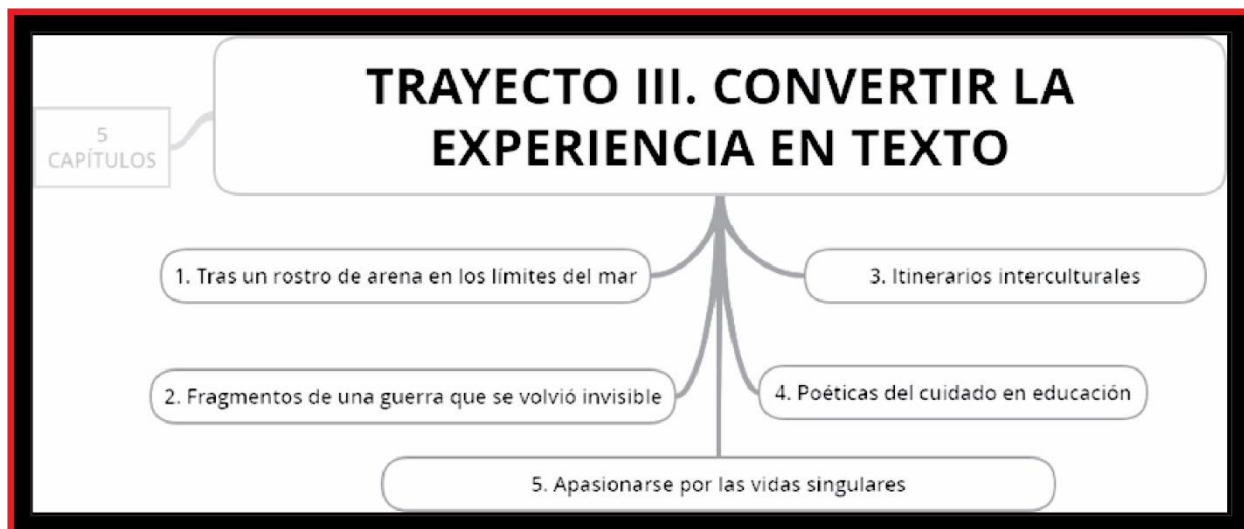 TRAYECTO III. CONVERTIR LA
EXPERIENCIA EN TEXTO
5
CAPÍTULOS
1. Tras un rostro de arena en los límites del mar
2. Fragmentos de una guerra que se volvió invisible
3. Itinerarios interculturales
4. Poéticas del cuidado en educación
5. Apasionarse por las vidas singulares